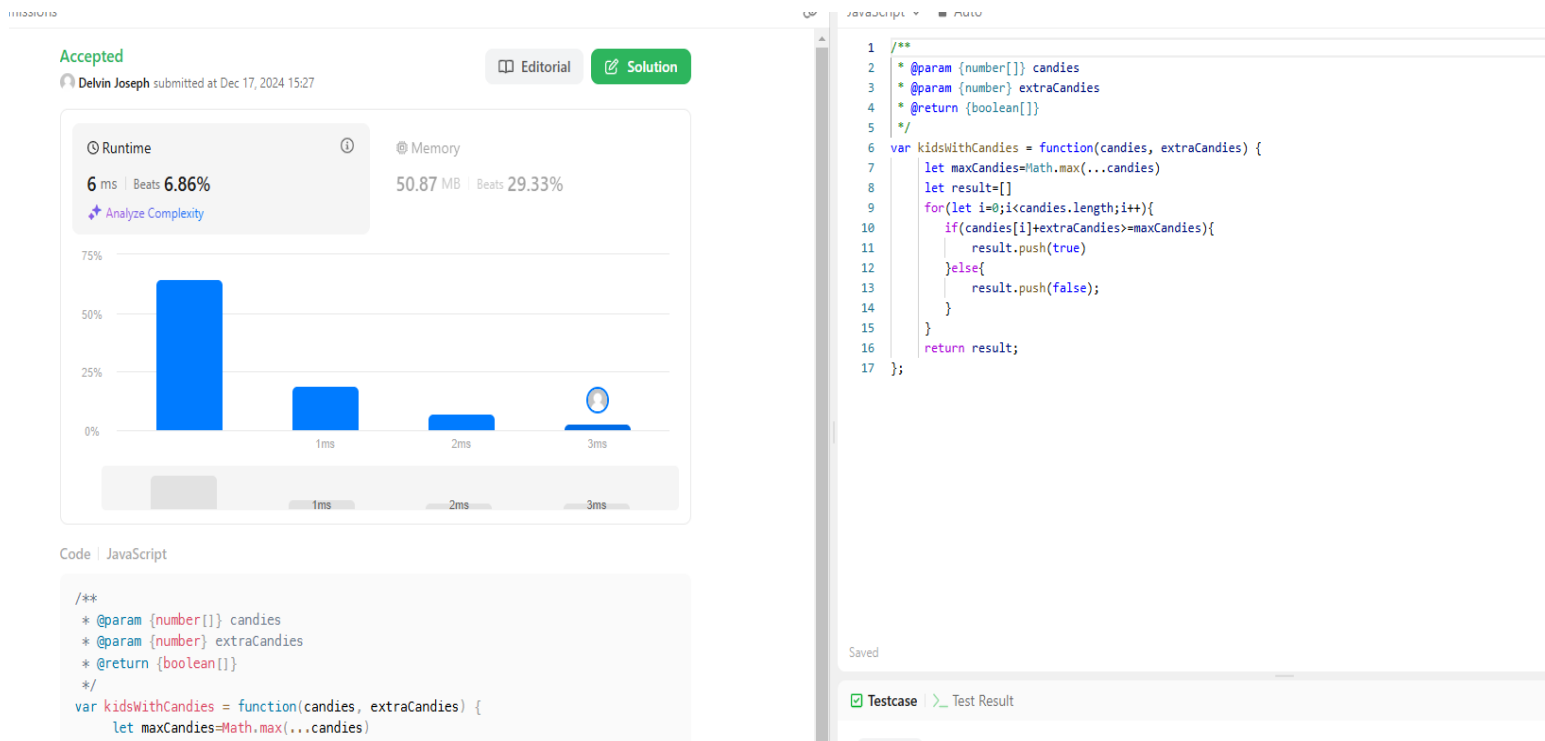 missions
JavaScript Auto
Accepted
Delvin Joseph submitted at Dec 17, 2024 15:27
Editorial
Solution
Runtime
6 ms Beats 6.86%
Analyze Complexity
Memory
50.87 MB Beats 29.33%
75%
50%
25%
0%
1ms 2ms 3ms
1ms 2ms 3ms
Code JavaScript
/**
* @param {number[]} candies
* @param {number} extraCandies
* @return {boolean[]}
*/
var kidsWithCandies = function(candies, extraCandies) {
let maxCandies=Math.max(...candies)
1 /**
2 * @param {number[]} candies
3 * @param {number} extraCandies
4 * @return {boolean[]}
5 */
6 var kidsWithCandies = function(candies, extraCandies) {
7 let maxCandies=Math.max(...candies)
8 let result=[]
9 for(let i=0;i<candies.length;i++){
10 if(candies[i]+extraCandies>=maxCandies){
11 result.push(true)
12 }else{
13 result.push(false);
14 }
15 }
16 return result;
17 };
Saved
Testcase >_ Test Result